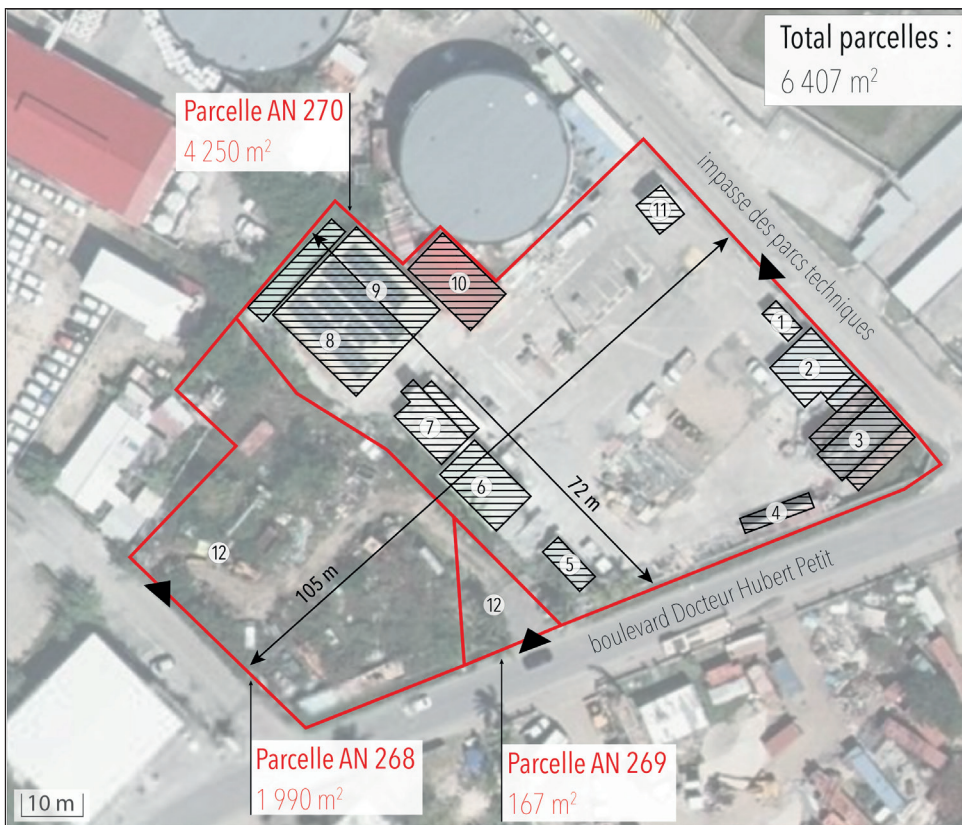 Total parcelles :
6 407 m²
Parcelle AN 270
4 250 m²
impasse des parcs techniques
11
10
9
8
1
2
3
7
6
4
5
72 m
105 m
12
12
boulevard Docteur Hubert Petit
Parcelle AN 268
1 990 m²
Parcelle AN 269
167 m²
10 m